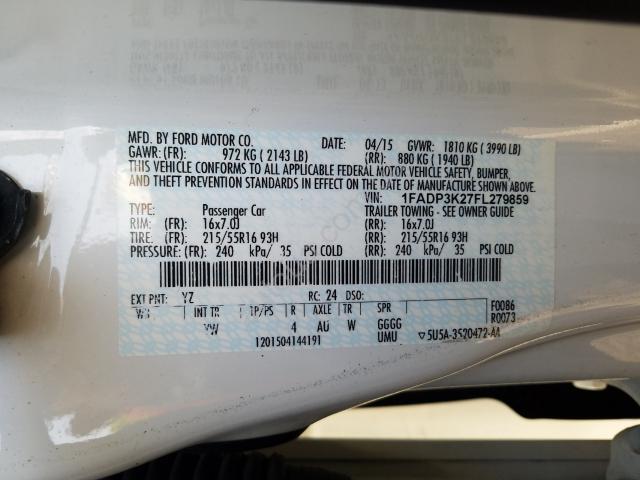 MFD. BY FORD MOTOR CO. DATE: 04/15 GVWR: 1810 KG ( 3990 LB)
GAWR: (FR): 972 KG ( 2143 LB) (RR): 880 KG ( 1940 LB)
THIS VEHICLE CONFORMS TO ALL APPLICABLE FEDERAL MOTOR VEHICLE SAFETY, BUMPER,
AND THEFT PREVENTION STANDARDS IN EFFECT ON THE DATE OF MANUFACTURE SHOWN ABOVE.
VIN: 1FADP3K27FL279859
TYPE: Passenger Car TRAILER TOWING - SEE OWNER GUIDE
RIM: (FR): 16x7.0J (RR): 16x7.0J
TIRE: (FR): 215/55R16 93H (RR): 215/55R16 93H
PRESSURE: (FR): 240 kPa/ 35 PSI COLD (RR): 240 kPa/ 35 PSI COLD
EXT PNT: YZ RC: 24 DSO: F0086
INT TR TP/PS R AXLE TR SPR R0073
VW 4 AU W GGGG
1201504144191 UMU ▽5U5A-3520472-AA